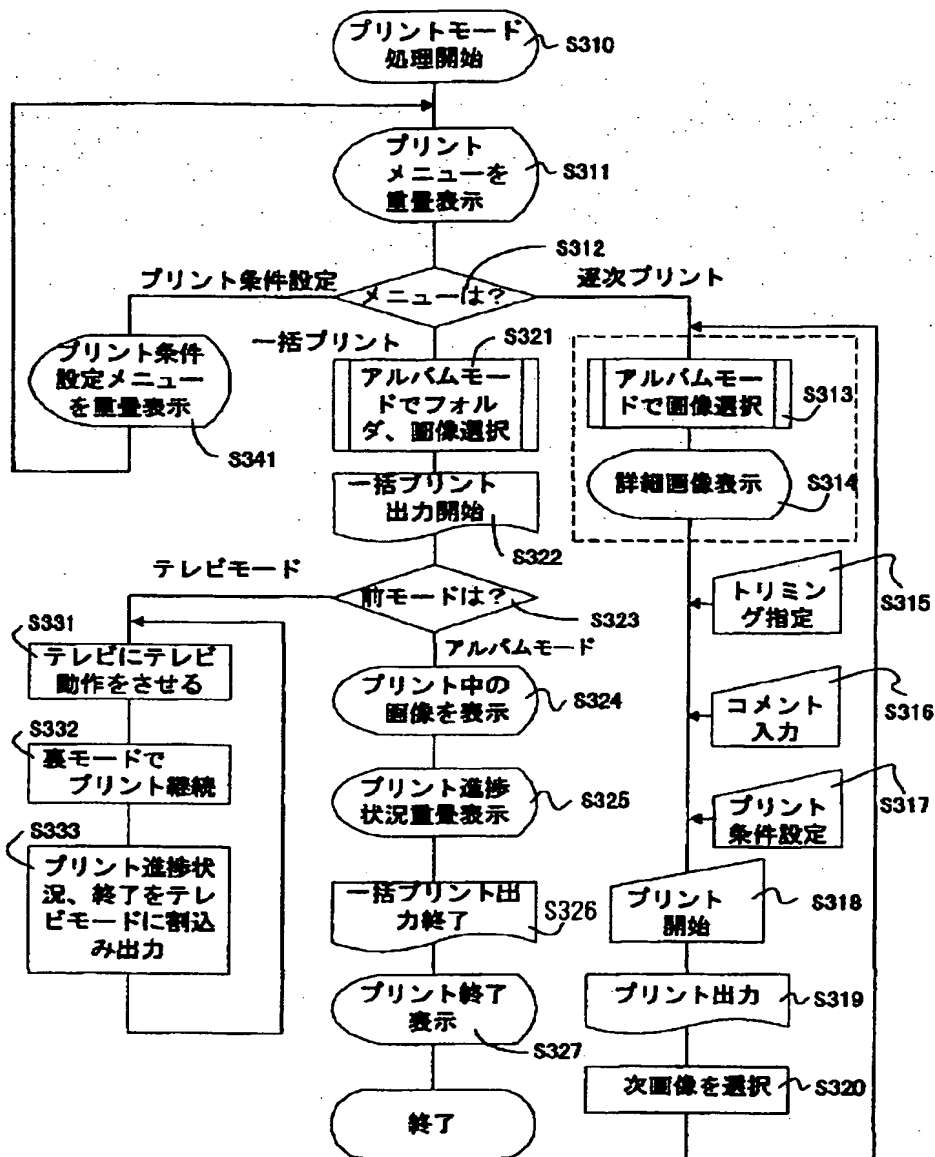 プリントモード
処理開始
S310
プリント
メニューを
重畳表示
S311
S312
プリント条件設定
メニューは?
逐次プリント
プリント条件
設定メニュー
を重畳表示
S341
一括プリント
S321
アルバムモー
ドでフォル
ダ、画像選択
アルバムモー
ドで画像選択
S313
詳細画像表示
S314
一括プリント
出力開始
S322
テレビモード
前モードは?
S323
アルバムモード
トリミン
グ指定
S315
S331
テレビにテレビ
動作をさせる
プリント中の
画像を表示
S324
コメント
入力
S316
S332
裏モードで
プリント継続
プリント進捗
状況重畳表示
S325
プリント
条件設定
S317
S333
プリント進捗状
況、終了をテレ
ビモードに割込
み出力
一括プリント出
力終了
S326
プリント
開始
S318
プリント終了
表示
S327
プリント出力
S319
次画像を選択
S320
終了